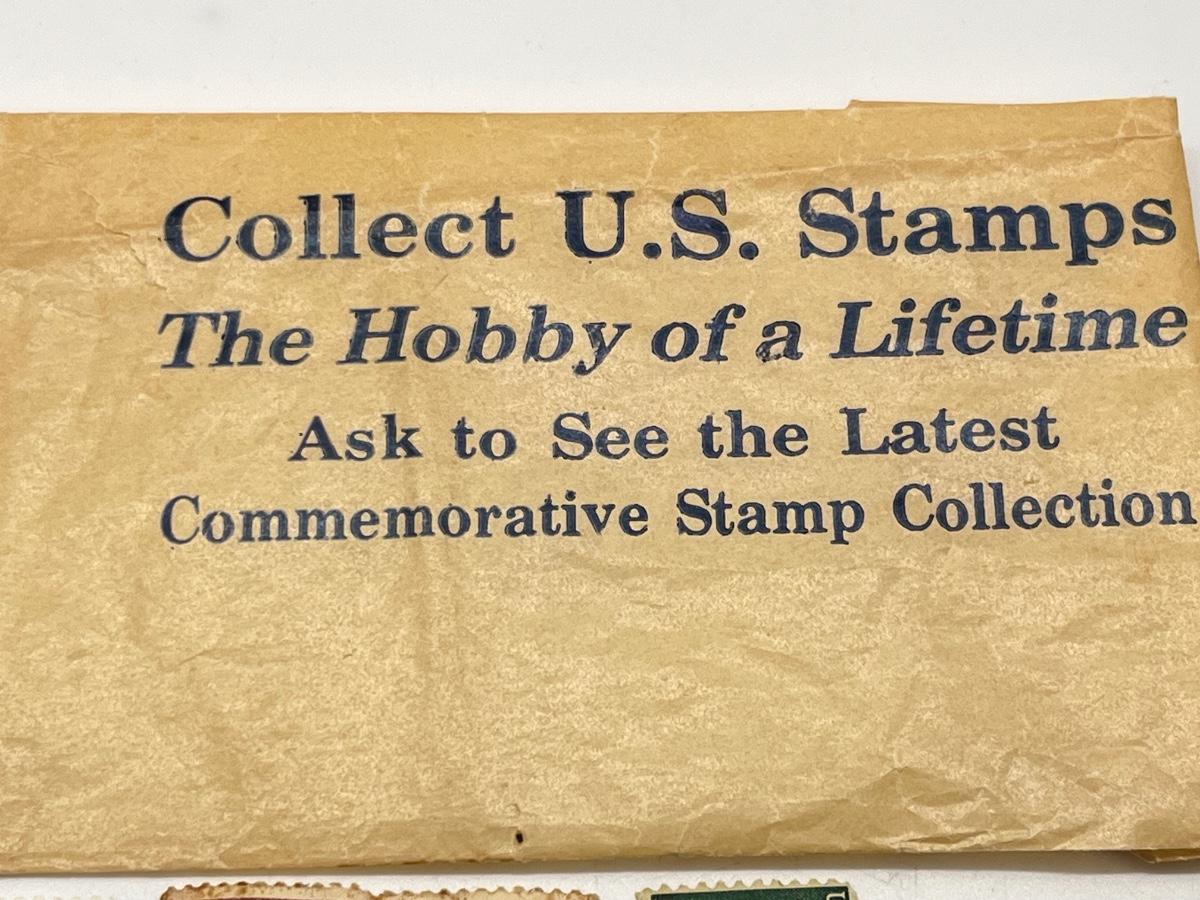 Collect U.S. Stamps
The Hobby of a Lifetime
Ask to See the Latest
Commemorative Stamp Collection